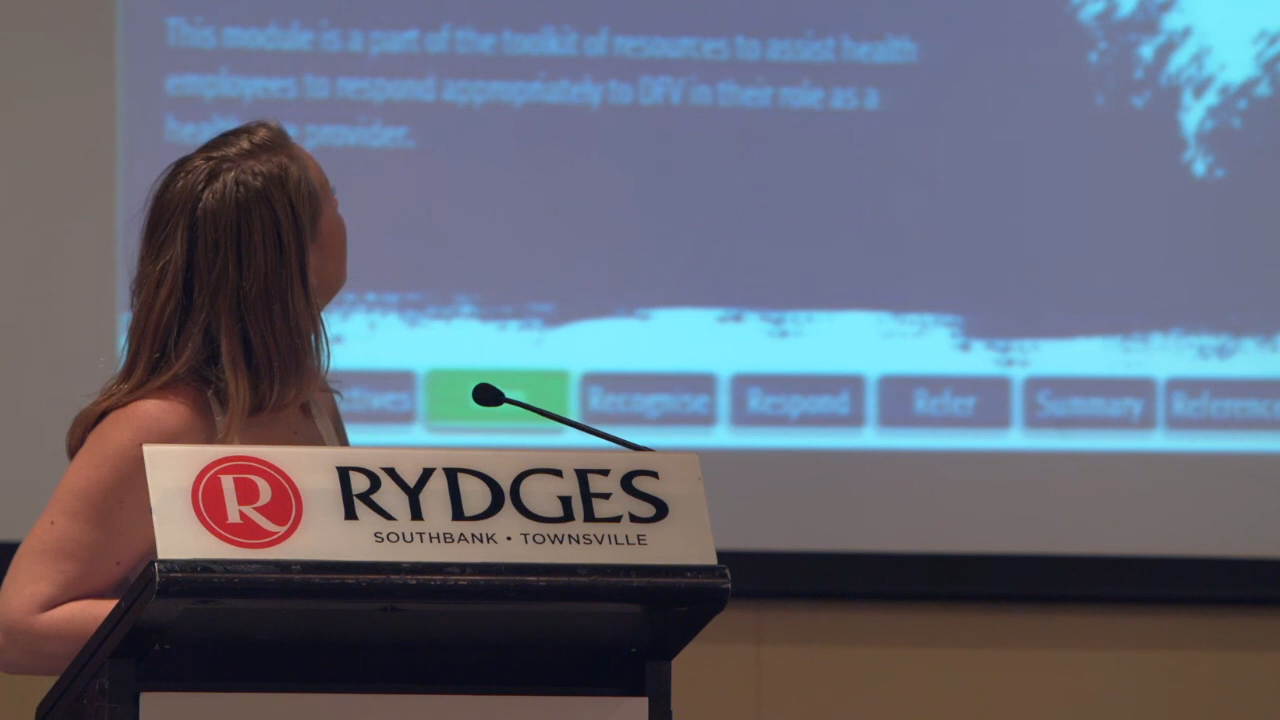 This module is a part of the toolkit of resources to assist health
employees to respond appropriately to DFV in their role as a
provider.
Recognise
Respond
Refer
Summary
R
RYDGES
SOUTHBANK • TOWNSVILLE